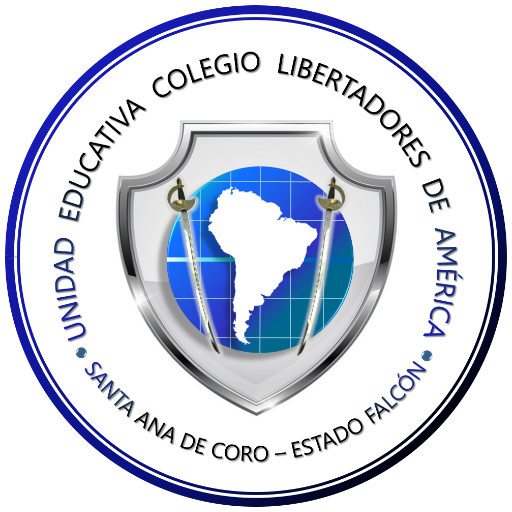 UNIDAD EDUCATIVA COLEGIO LIBERTADORES DE AMÉRICA
SANTA ANA DE CORO – ESTADO FALCÓN